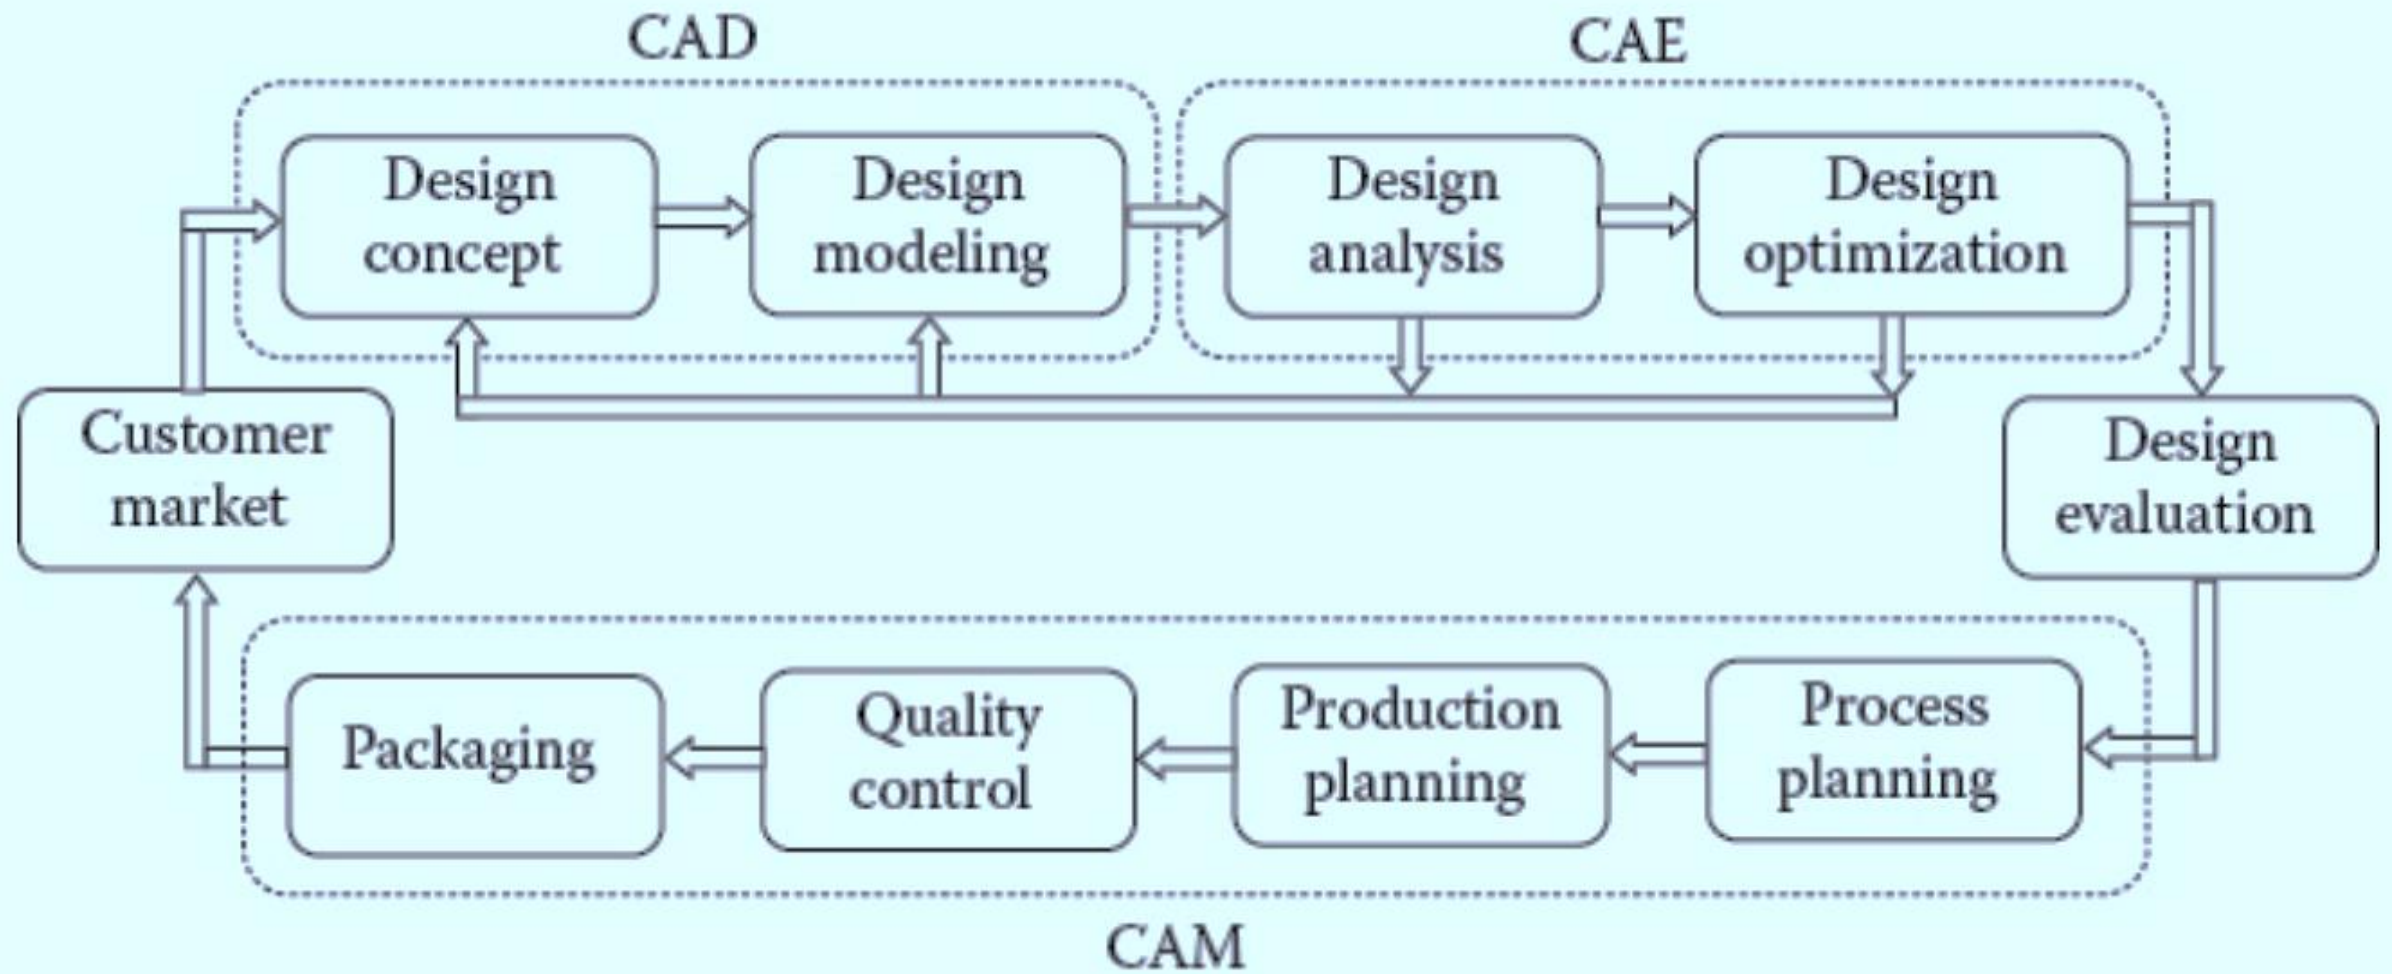 CAD
CAE
Design
concept
Design
modeling
Design
analysis
Design
optimization
Customer
market
Design
evaluation
Packaging
Quality
control
Production
planning
Process
planning
CAM